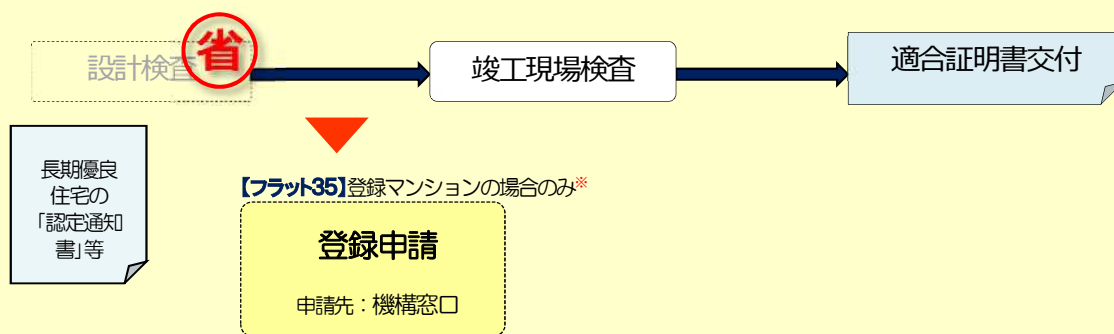 設計検査
省
竣工現場検査
適合証明書交付
長期優良
住宅の
「認定通知
書」等
【フラット35】登録マンションの場合のみ※
登録申請
申請先：機構窓口